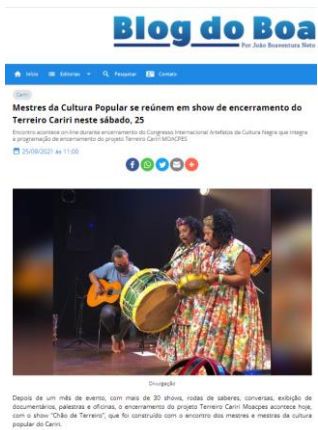 Blog do Boa
Por João Boaventura Neto
Início Editorias Pesquisar Contato
Cariri
Mestres da Cultura Popular se reúnem em show de encerramento do
Terreiro Cariri neste sábado, 25
Encontro acontece on-line durante encerramento do Congresso Internacional Artefatos da Cultura Negra que integra
a programação de encerramento do projeto Terreiro Cariri MOACPES
25/09/2021 às 11:00
Divulgação
Depois de um mês de evento, com mais de 30 shows, rodas de saberes, conversas, exibição de
documentários, palestras e oficinas, o encerramento do projeto Terreiro Cariri Moacpes acontece hoje,
com o show “Chão de Terreiro”, que foi construído com o encontro dos mestres e mestras da cultura
popular do Cariri.